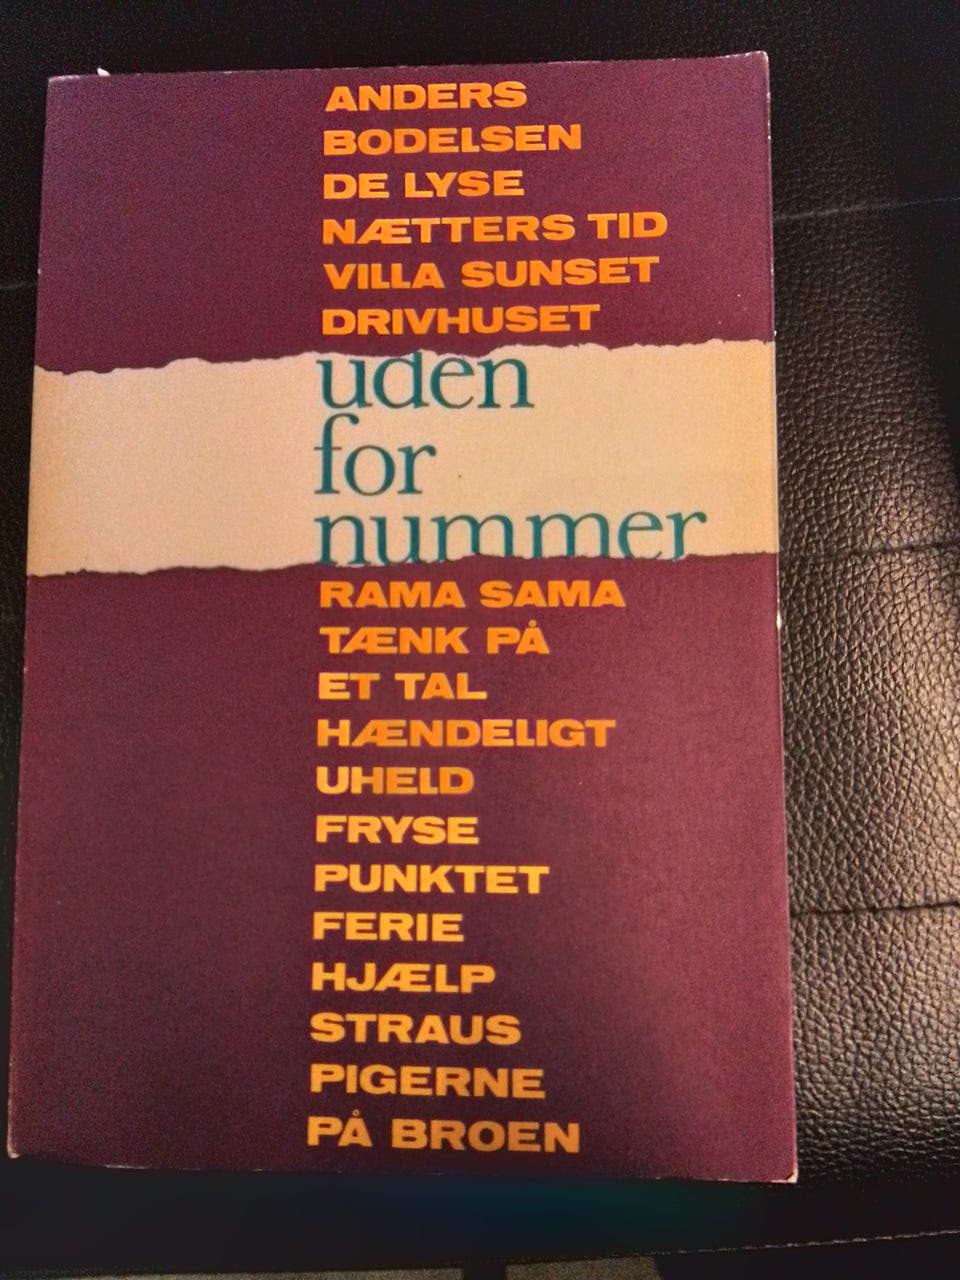 ANDERS
BODELSEN
DE LYSE
NÆTTERS TID
VILLA SUNSET
DRIVHUSET
uden
for
nummer
RAMA SAMA
TÆNK PÅ
ET TAL
HÆNDELIGT
UHELD
FRYSE
PUNKTET
FERIE
HJÆLP
STRAUS
PIGERNE
PÅ BROEN